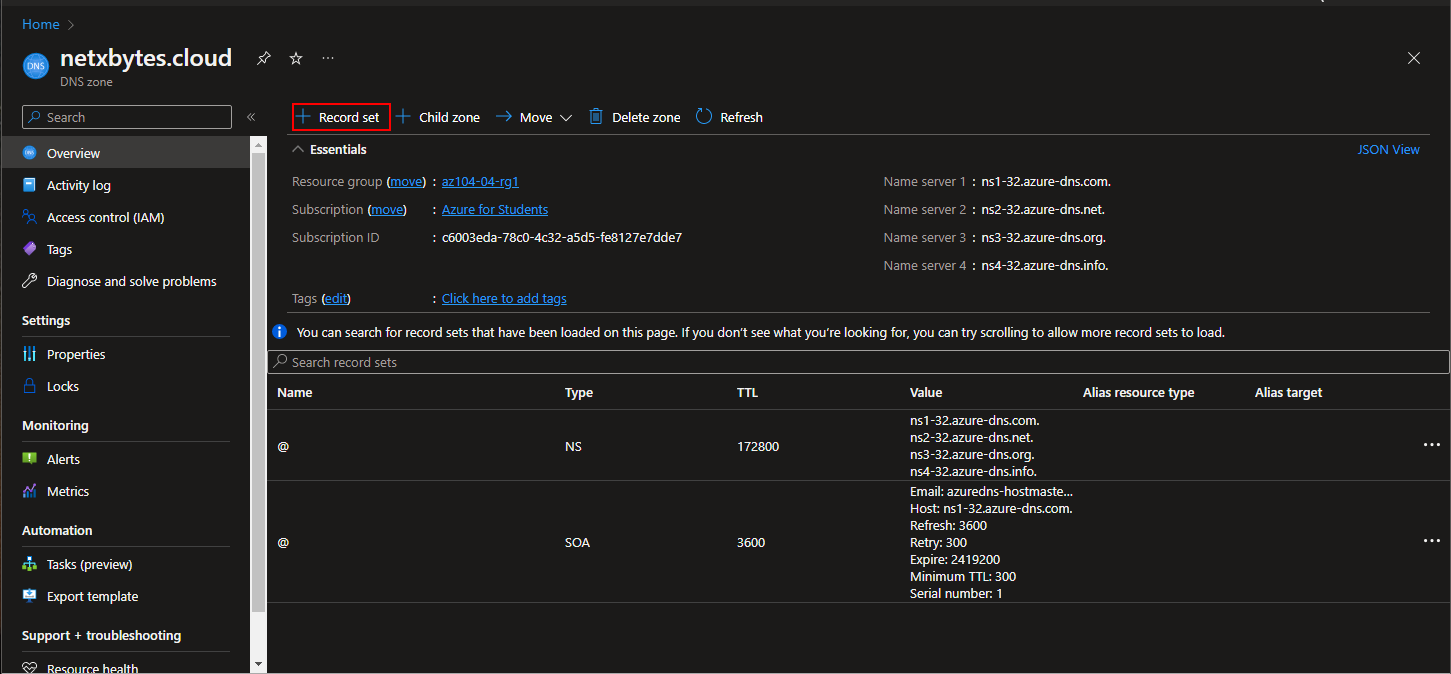 Home
netxbytes.cloud
DNS
DNS zone
Search
Record set
Child zone
Move
Delete zone
Refresh
Overview
Activity log
Access control (IAM)
Tags
Diagnose and solve problems
Settings
Properties
Locks
Monitoring
Alerts
Metrics
Automation
Tasks (preview)
Export template
Support + troubleshooting
Resource health
Essentials
JSON View
Resource group (move) : az104-04-rg1
Subscription (move) : Azure for Students
Subscription ID : c6003eda-78c0-4c32-a5d5-fe8127e7dde7
Name server 1 : ns1-32.azure-dns.com.
Name server 2 : ns2-32.azure-dns.net.
Name server 3 : ns3-32.azure-dns.org.
Name server 4 : ns4-32.azure-dns.info.
Tags (edit) : Click here to add tags
You can search for record sets that have been loaded on this page. If you don't see what you're looking for, you can try scrolling to allow more record sets to load.
Search record sets
Name Type TTL Value Alias resource type Alias target
@ NS 172800
ns1-32.azure-dns.com.
ns2-32.azure-dns.net.
ns3-32.azure-dns.org.
ns4-32.azure-dns.info.
@ SOA 3600
Email: azuredns-hostmaste...
Host: ns1-32.azure-dns.com.
Refresh: 3600
Retry: 300
Expire: 2419200
Minimum TTL: 300
Serial number: 1